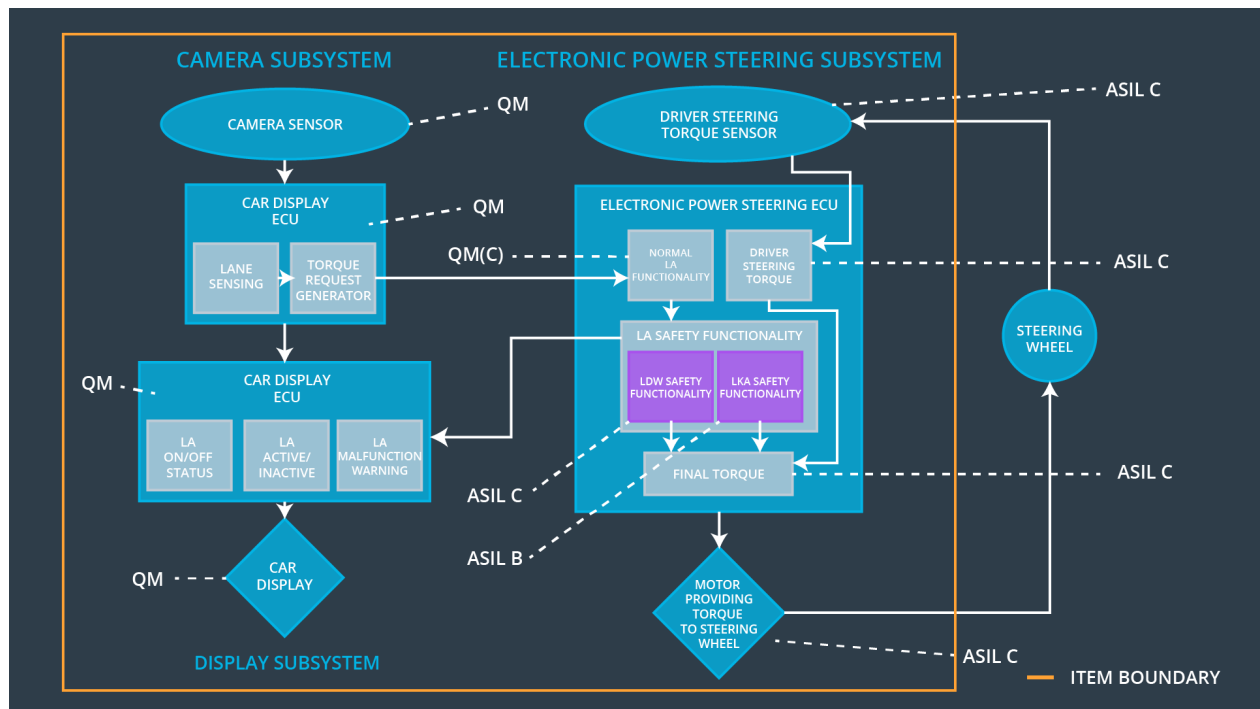 CAMERA SUBSYSTEM
ELECTRONIC POWER STEERING SUBSYSTEM
CAMERA SENSOR
QM
DRIVER STEERING
TORQUE SENSOR
ASIL C
CAR DISPLAY
ECU
QM
LANE
SENSING
TORQUE
REQUEST
GENERATOR
ELECTRONIC POWER STEERING ECU
QM(C)
NORMAL
LA
FUNCTIONALITY
DRIVER
STEERING
TORQUE
ASIL C
LA SAFETY FUNCTIONALITY
LDW SAFETY
FUNCTIONALITY
LKA SAFETY
FUNCTIONALITY
STEERING
WHEEL
QM
CAR DISPLAY
ECU
LA
ON/OFF
STATUS
LA
ACTIVE/
INACTIVE
LA
MALFUNCTION
WARNING
FINAL TORQUE
ASIL C
ASIL C
ASIL B
QM
CAR
DISPLAY
MOTOR
PROVIDING
TORQUE
TO STEERING
WHEEL
ASIL C
DISPLAY SUBSYSTEM
ITEM BOUNDARY